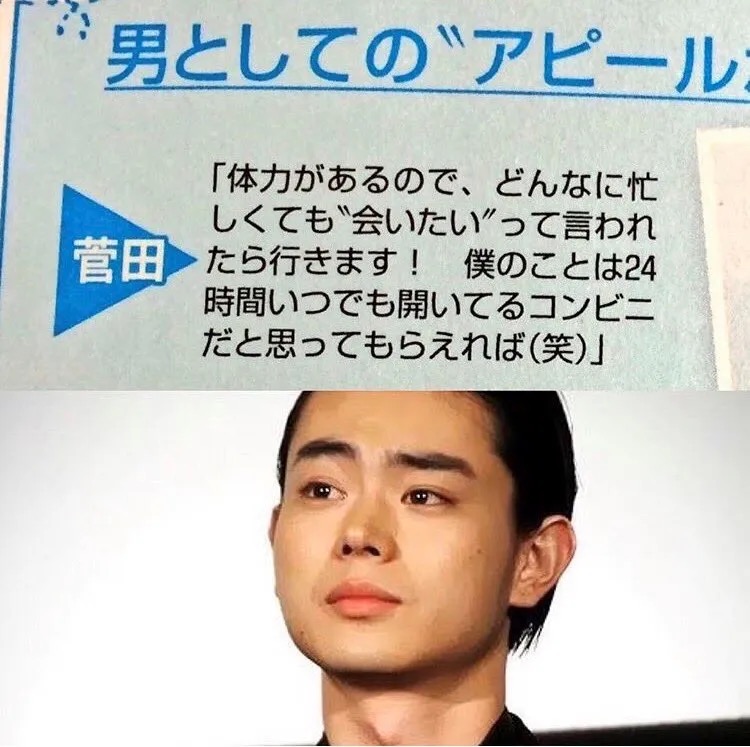 男としての〝アピール
菅田
「体力があるので、どんなに忙
しくても〝会いたい〟って言われ
たら行きます！　僕のことは24
時間いつでも開いてるコンビニ
だと思ってもらえれば(笑)」